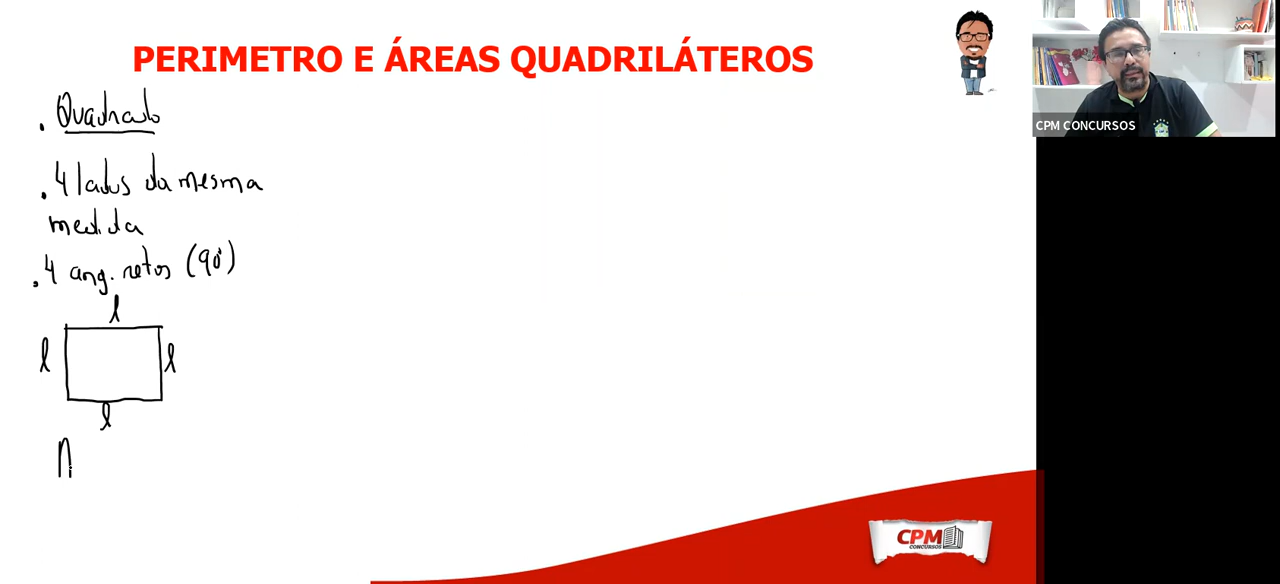 PERIMETRO E ÁREAS QUADRILÁTEROS
. Quadrado
. 4 lados da mesma
medida
. 4 ang. retos (90°)
l
l l
l
CPM CONCURSOS
CPM
CONCURSOS